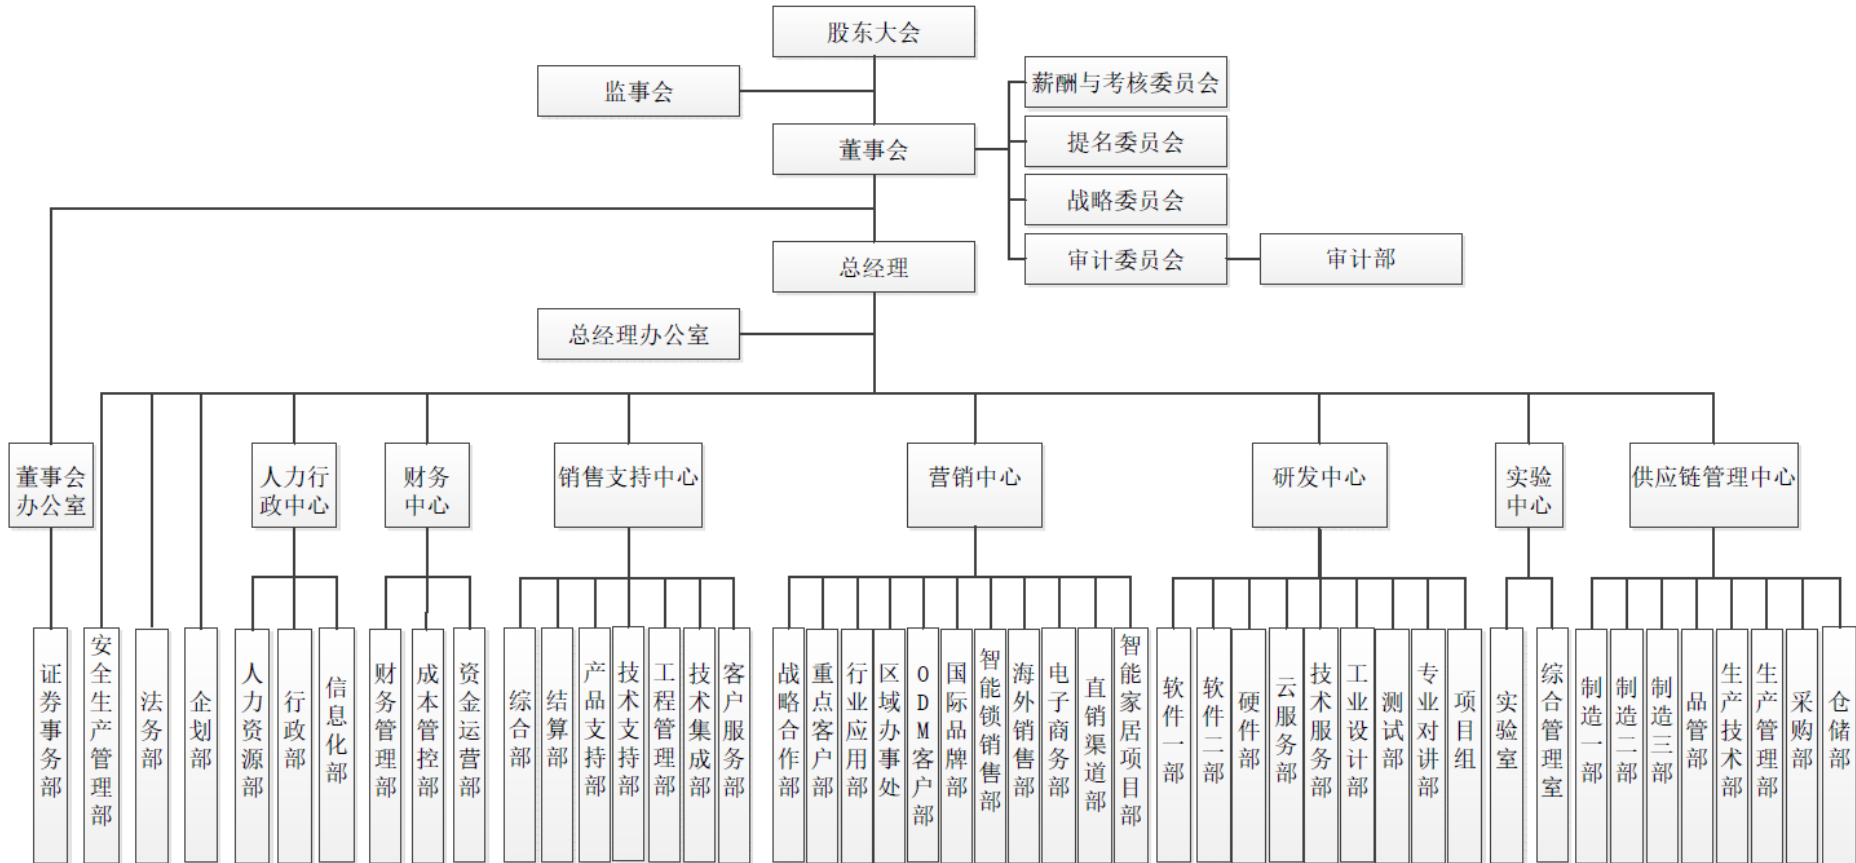 股东大会
监事会
薪酬与考核委员会
董事会
提名委员会
战略委员会
总经理
审计委员会
审计部
总经理办公室
董事会
办公室
人力行
政中心
财务
中心
销售支持中心
营销中心
研发中心
实验
中心
供应链管理中心
证券事务部
安全生产管理部
法务部
企划部
人力资源部
行政部
信息化部
财务管理部
成本管控部
资金运营部
综合部
结算部
产品支持部
技术支持部
工程管理部
技术集成部
客户服务部
战略合作部
重点客户部
行业应用部
区域办事处
ODM客户部
国际品牌部
智能锁销售部
海外销售部
电子商务部
直销渠道部
智能家居项目部
软件一部
软件二部
硬件部
云服务部
技术服务部
工业设计部
测试部
专业对讲部
项目组
实验室
综合管理室
制造一部
制造二部
制造三部
品管部
生产技术部
生产管理部
采购部
仓储部